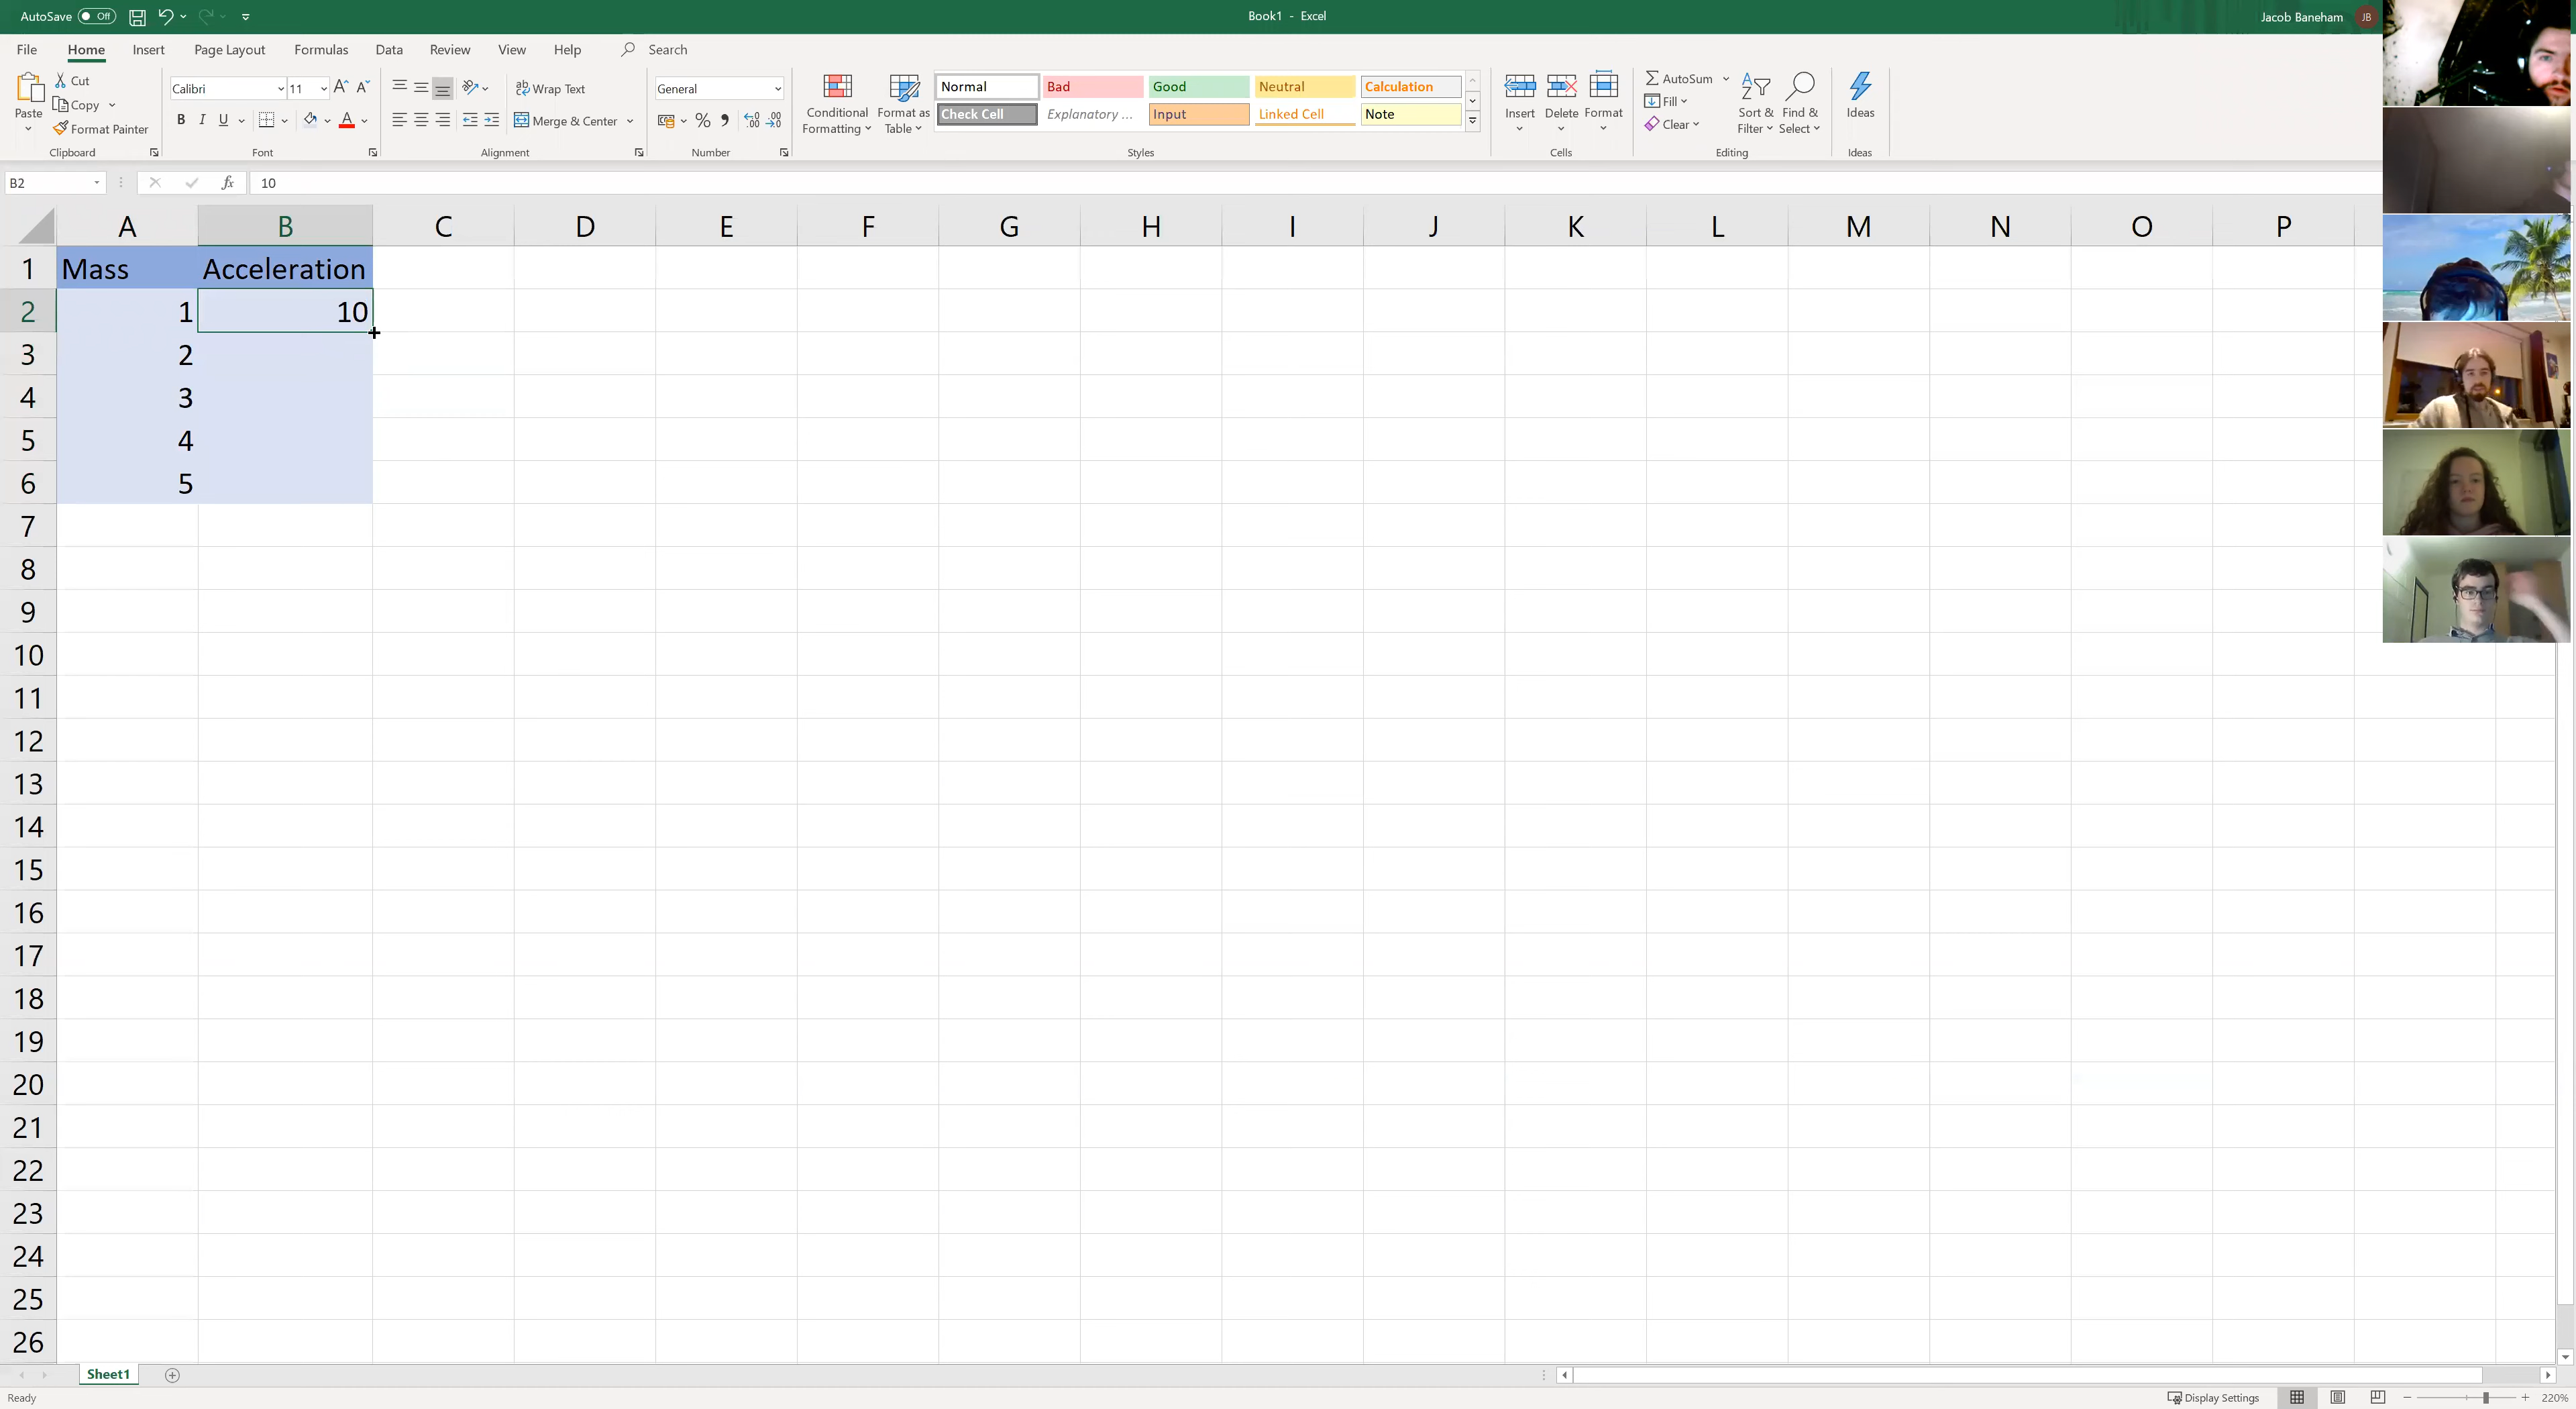 AutoSave Off
Book1 - Excel
Jacob Baneham JB
File Home Insert Page Layout Formulas Data Review View Help Search
Paste
Cut
Copy
Format Painter
Clipboard
Calibri 11
B I U
Font
Wrap Text
Merge & Center
Alignment
General
Number
Conditional Formatting
Format as Table
Normal Bad Good Neutral Calculation
Check Cell Explanatory ... Input Linked Cell Note
Styles
Insert Delete Format
Cells
AutoSum
Fill
Clear
Sort & Filter
Find & Select
Editing
Ideas
Ideas
B2 fx 10
A B C D E F G H I J K L M N O P
1 Mass Acceleration
2 1 10
3 2
4 3
5 4
6 5
7
8
9
10
11
12
13
14
15
16
17
18
19
20
21
22
23
24
25
26
Sheet1
Ready
Display Settings
220%